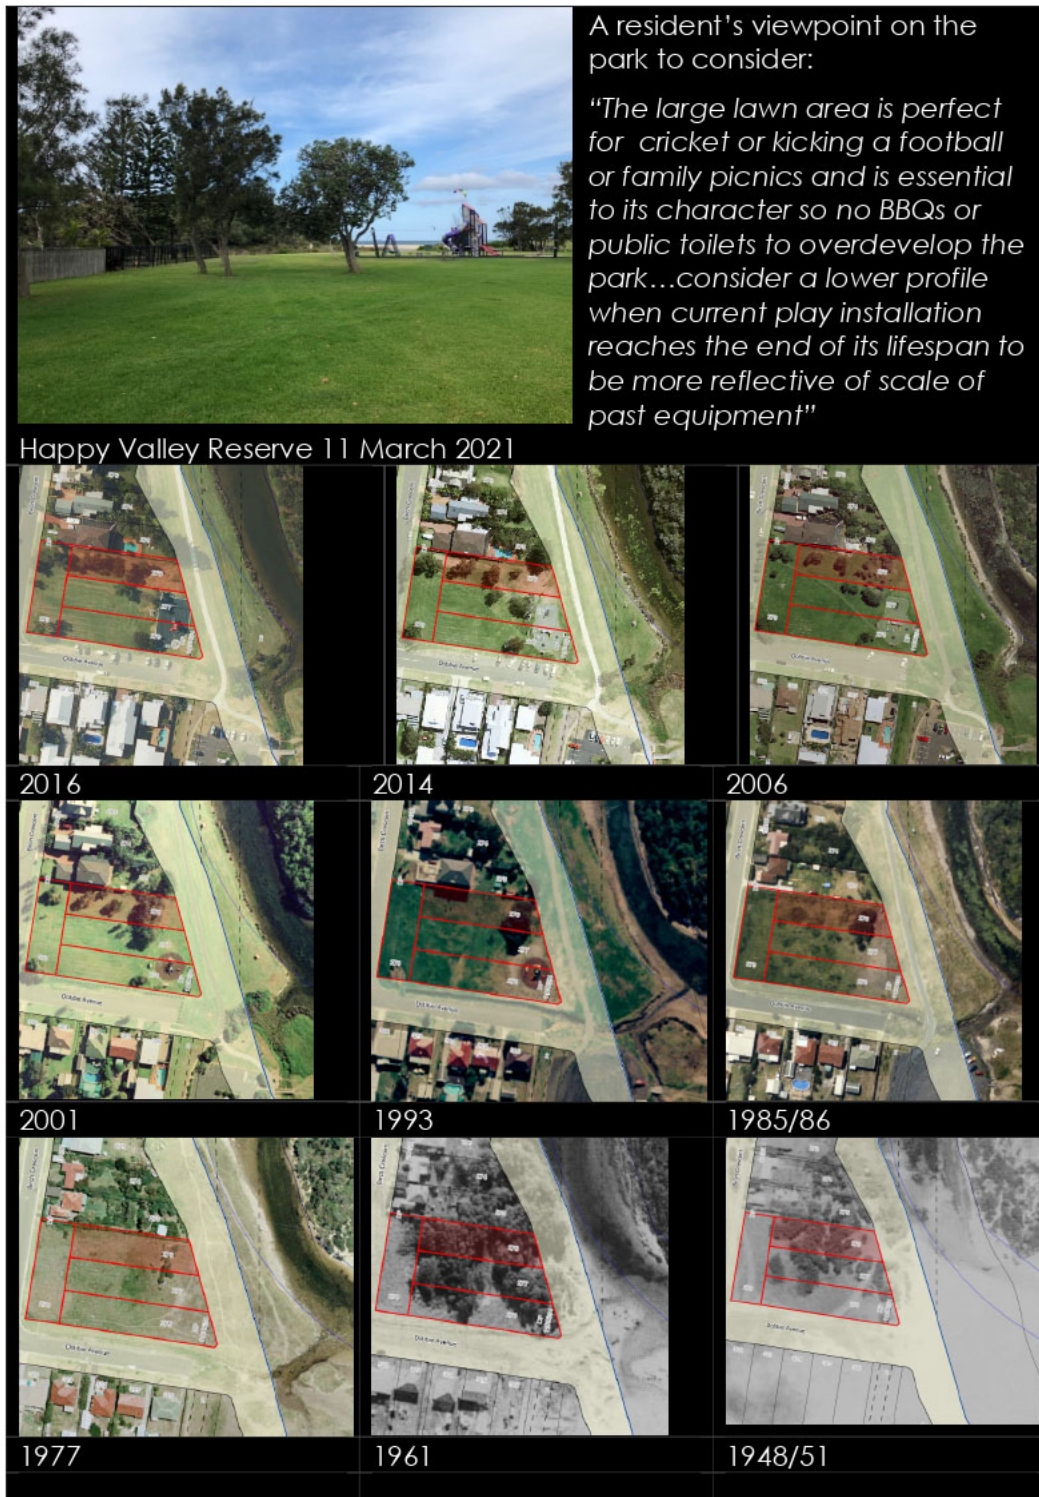 A resident's viewpoint on the
park to consider:
“The large lawn area is perfect
for cricket or kicking a football
or family picnics and is essential
to its character so no BBQs or
public toilets to overdevelop the
park...consider a lower profile
when current play installation
reaches the end of its lifespan to
be more reflective of scale of
past equipment”
Happy Valley Reserve 11 March 2021
2016
2014
2006
2001
1993
1985/86
1977
1961
1948/51